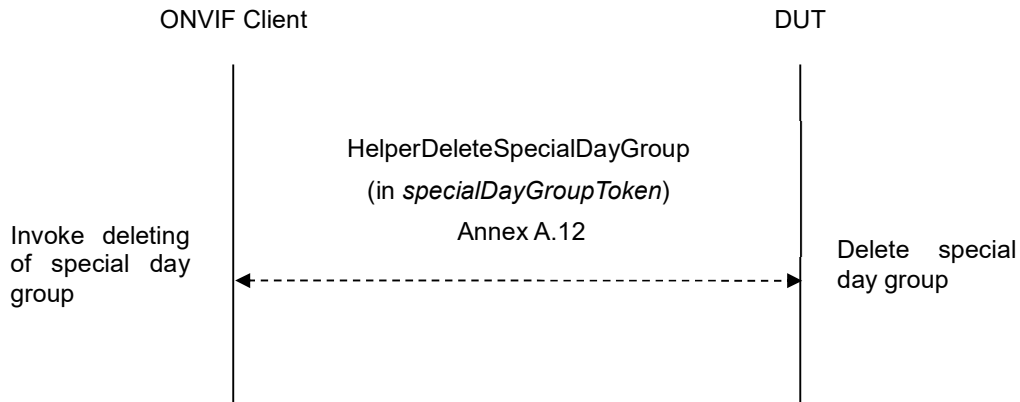 ONVIF Client
DUT
HelperDeleteSpecialDayGroup
(in specialDayGroupToken)
Annex A.12
Invoke deleting
of special day
group
Delete special
day group